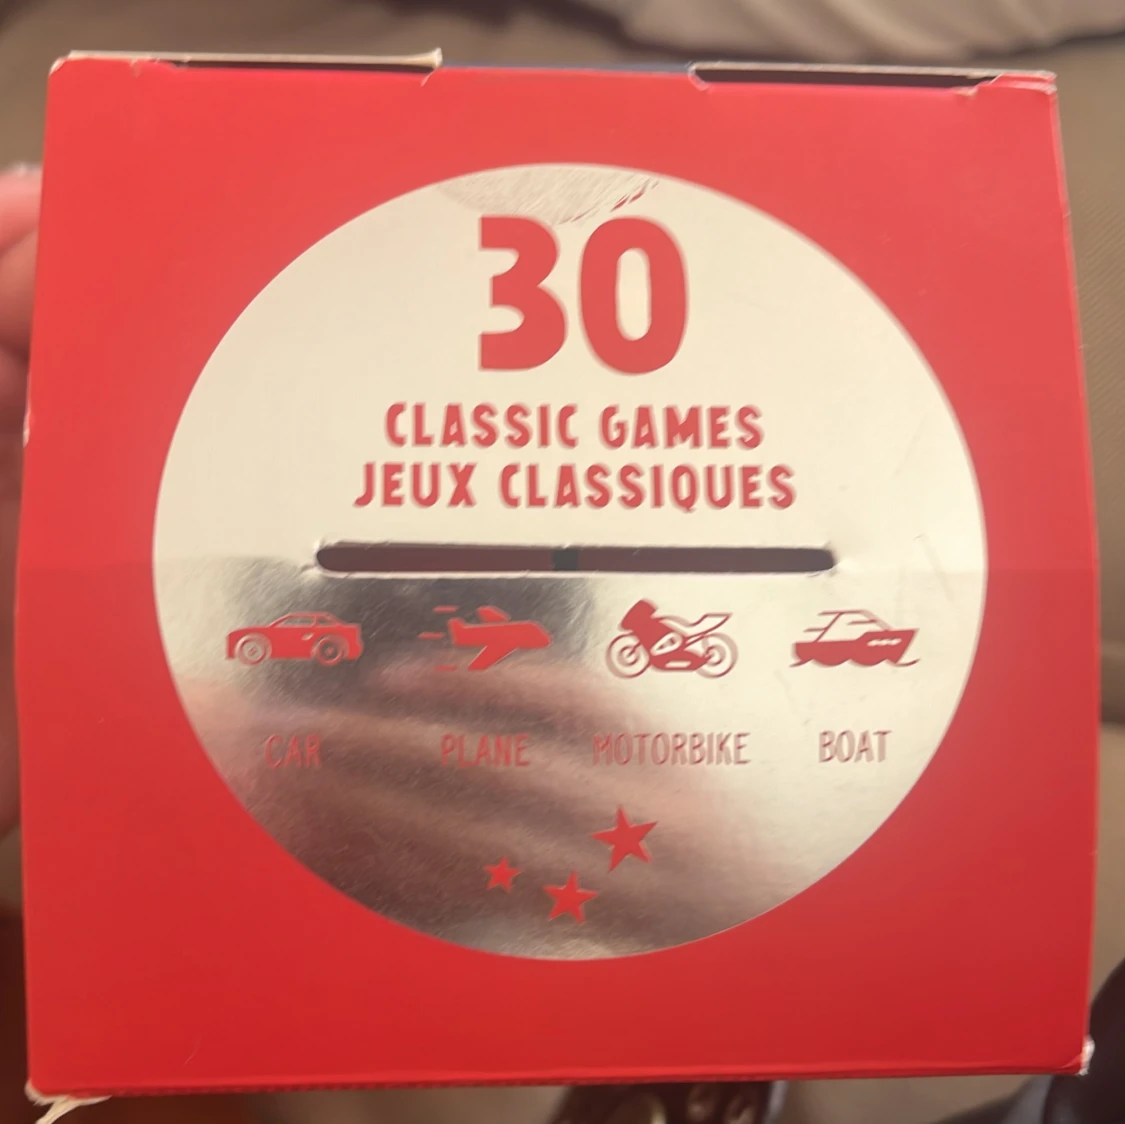 30
CLASSIC GAMES
JEUX CLASSIQUES
CAR PLANE MOTORBIKE BOAT